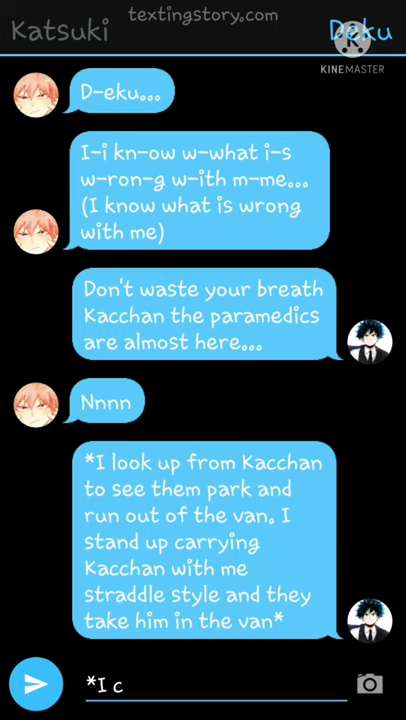 textingstory.com
Katsuki
Deku
KINEMASTER
D-eku...
I-i kn-ow w-what i-s
w-ron-g w-ith m-me...
(I know what is wrong
with me)
Don't waste your breath
Kacchan the paramedics
are almost here...
Nnnn
*I look up from Kacchan
to see them park and
run out of the van. I
stand up carrying
Kacchan with me
straddle style and they
take him in the van*
*I c